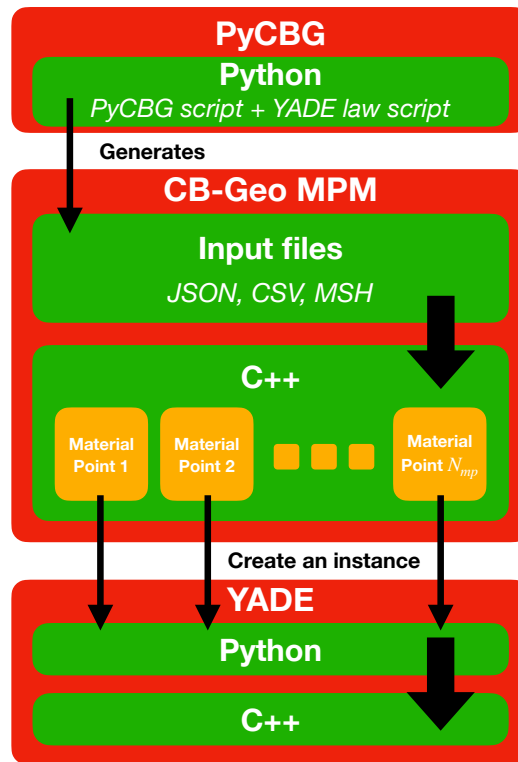 PyCBG
Python
PyCBG script + YADE law script
Generates
CB-Geo MPM
Input files
JSON, CSV, MSH
C++
Material
Point 1
Material
Point 2
Material
Point N_mp
Create an instance
YADE
Python
C++